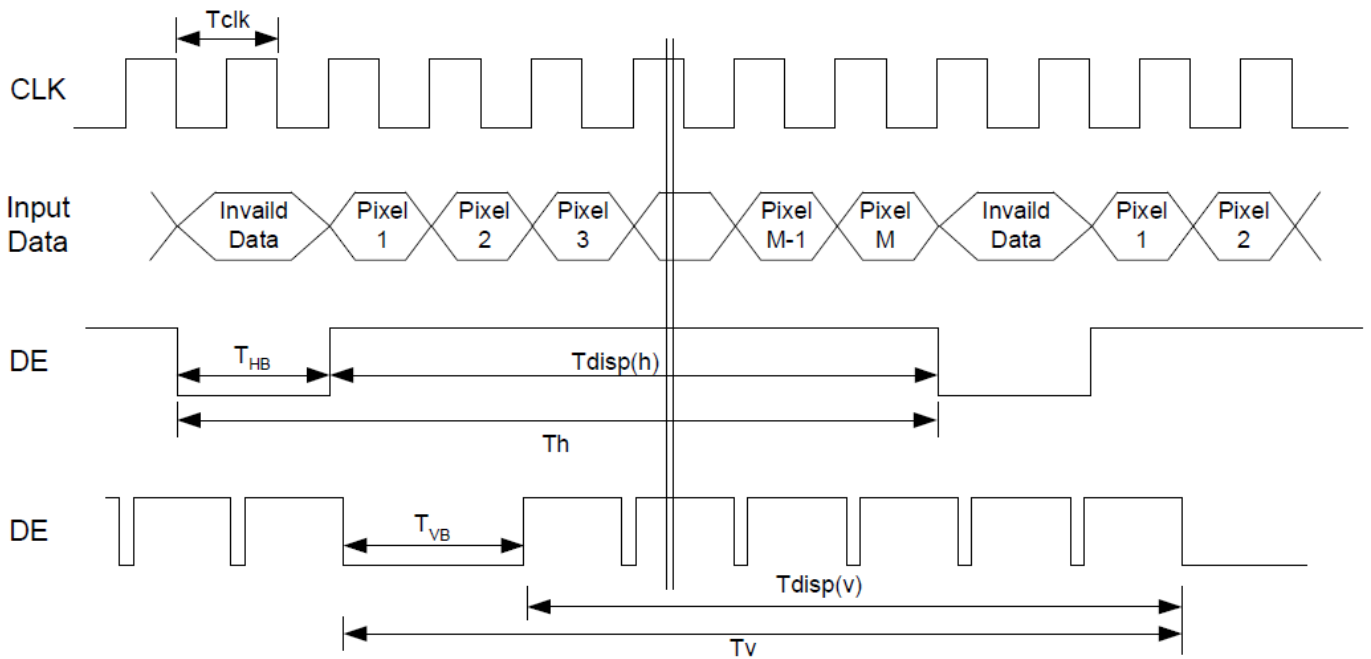 Tclk
CLK
Input
Data
Invaild
Data
Pixel
1
Pixel
2
Pixel
3
Pixel
M-1
Pixel
M
Invaild
Data
Pixel
1
Pixel
2
DE
THB
Tdisp(h)
Th
DE
TVB
Tdisp(v)
Tv